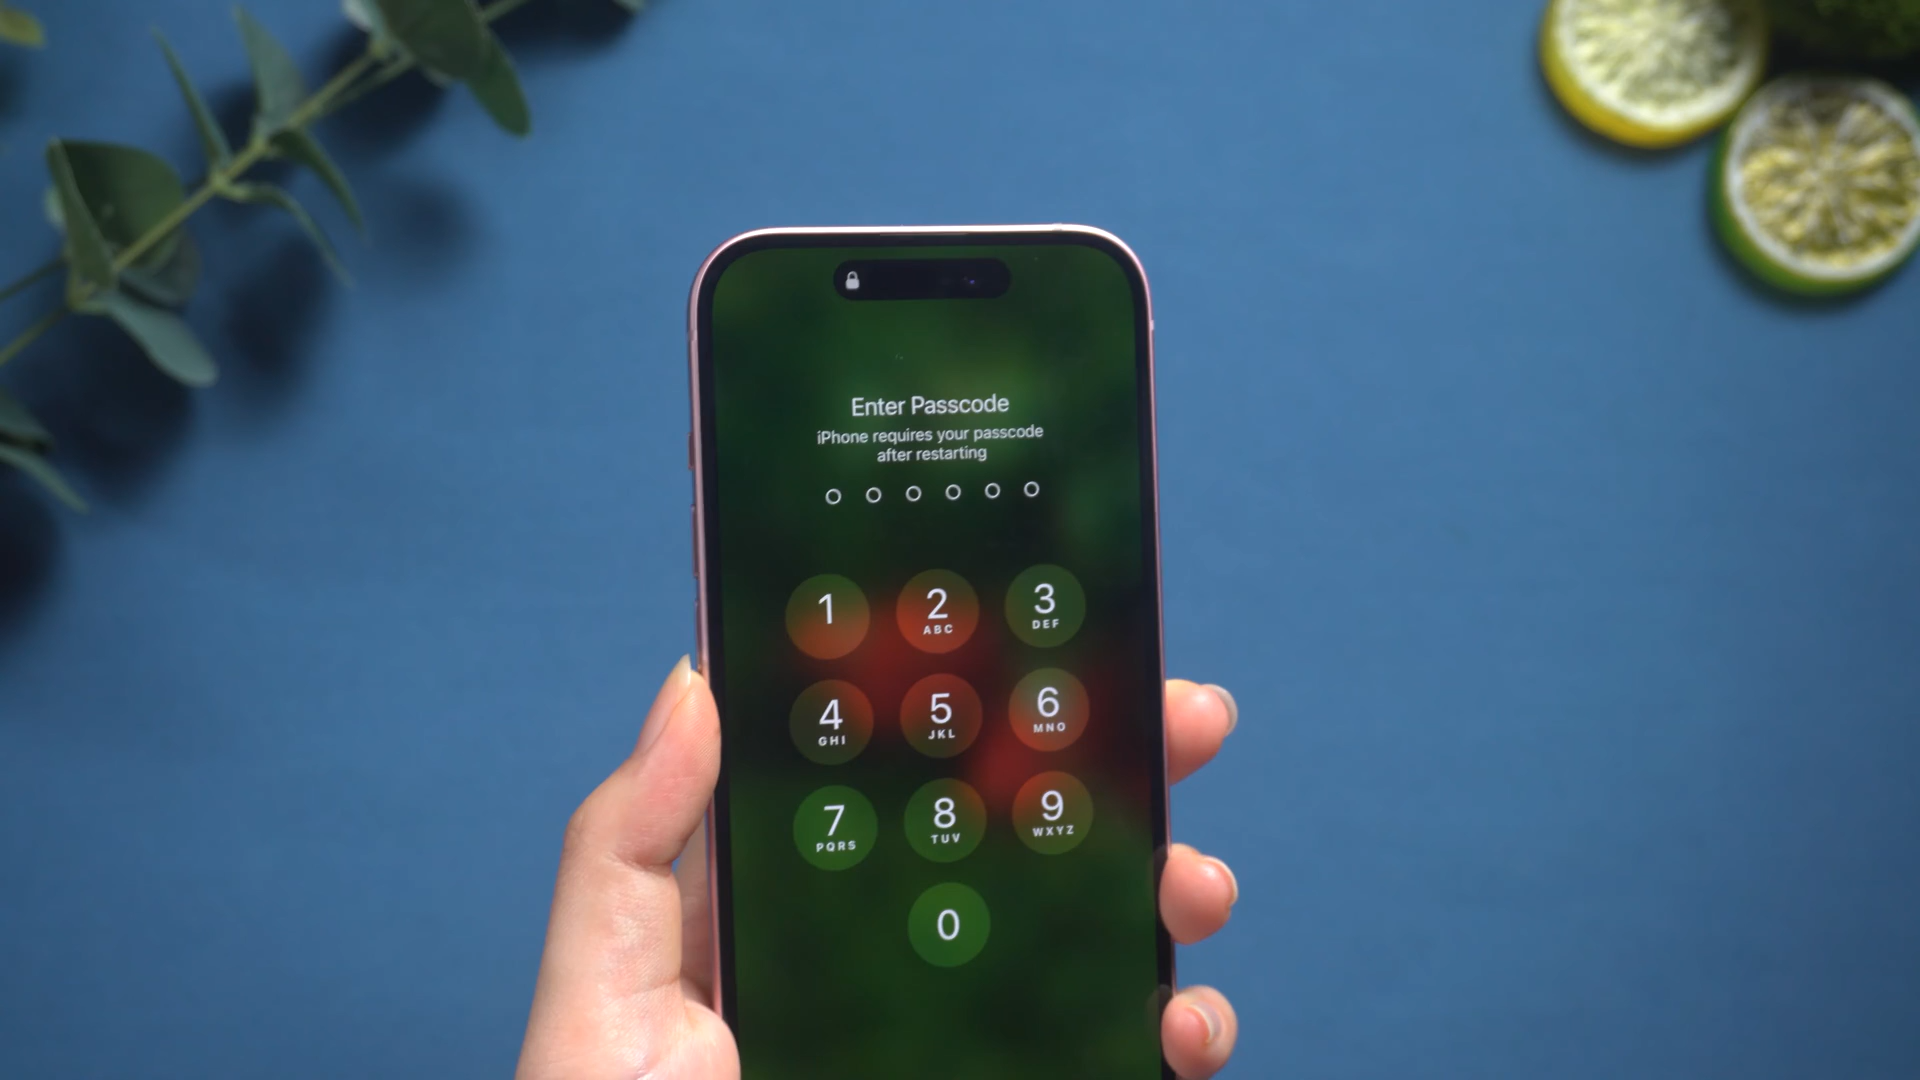 Enter Passcode
iPhone requires your passcode
after restarting
1
2
ABC
3
DEF
4
GHI
5
JKL
6
MNO
7
PQRS
8
TUV
9
WXYZ
0